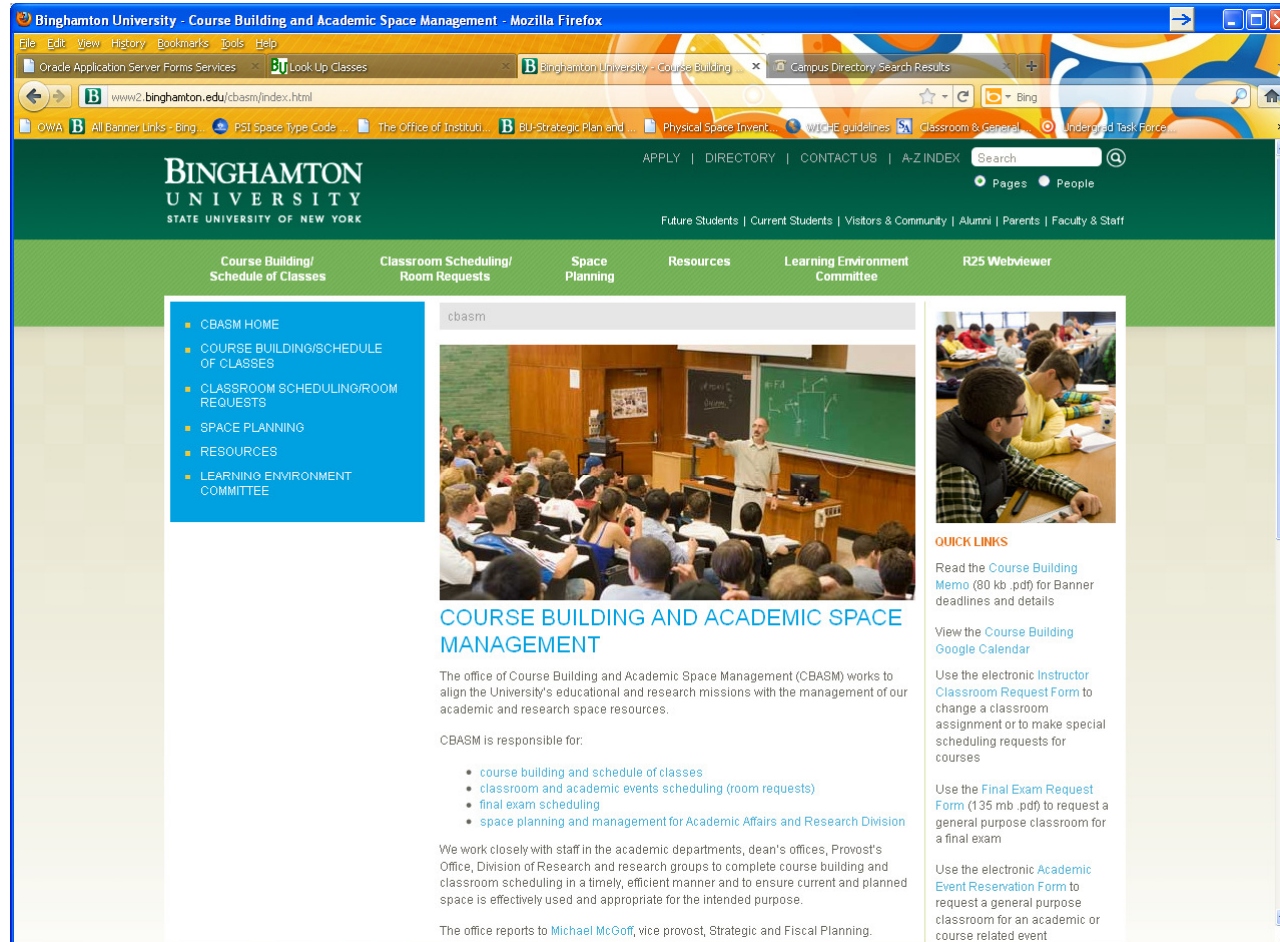 Binghamton University - Course Building and Academic Space Management - Mozilla Firefox
File Edit View History Bookmarks Tools Help
Oracle Application Server Forms Services
BU Look Up Classes
B Binghamton University - Course Building ...
Campus Directory Search Results
B www2.binghamton.edu/cbasm/index.html
Bing
OWA B All Banner Links - Bing... PSI Space Type Code ... The Office of Instituti... B BU-Strategic Plan and ... Physical Space Invent... WICHE guidelines SA Classroom & General ... Undergrad Task Force...
APPLY | DIRECTORY | CONTACT US | A-Z INDEX Search
Pages People
BINGHAMTON
UNIVERSITY
STATE UNIVERSITY OF NEW YORK
Future Students | Current Students | Visitors & Community | Alumni | Parents | Faculty & Staff
Course Building/
Schedule of Classes
Classroom Scheduling/
Room Requests
Space
Planning
Resources
Learning Environment
Committee
R25 Webviewer
CBASM HOME
COURSE BUILDING/SCHEDULE
OF CLASSES
CLASSROOM SCHEDULING/ROOM
REQUESTS
SPACE PLANNING
RESOURCES
LEARNING ENVIRONMENT
COMMITTEE
cbasm
COURSE BUILDING AND ACADEMIC SPACE
MANAGEMENT
The office of Course Building and Academic Space Management (CBASM) works to
align the University's educational and research missions with the management of our
academic and research space resources.
CBASM is responsible for:
course building and schedule of classes
classroom and academic events scheduling (room requests)
final exam scheduling
space planning and management for Academic Affairs and Research Division
We work closely with staff in the academic departments, dean's offices, Provost's
Office, Division of Research and research groups to complete course building and
classroom scheduling in a timely, efficient manner and to ensure current and planned
space is effectively used and appropriate for the intended purpose.
The office reports to Michael McGoff, vice provost, Strategic and Fiscal Planning.
QUICK LINKS
Read the Course Building
Memo (80 kb .pdf) for Banner
deadlines and details
View the Course Building
Google Calendar
Use the electronic Instructor
Classroom Request Form to
change a classroom
assignment or to make special
scheduling requests for
courses
Use the Final Exam Request
Form (135 mb .pdf) to request a
general purpose classroom for
a final exam
Use the electronic Academic
Event Reservation Form to
request a general purpose
classroom for an academic or
course related event